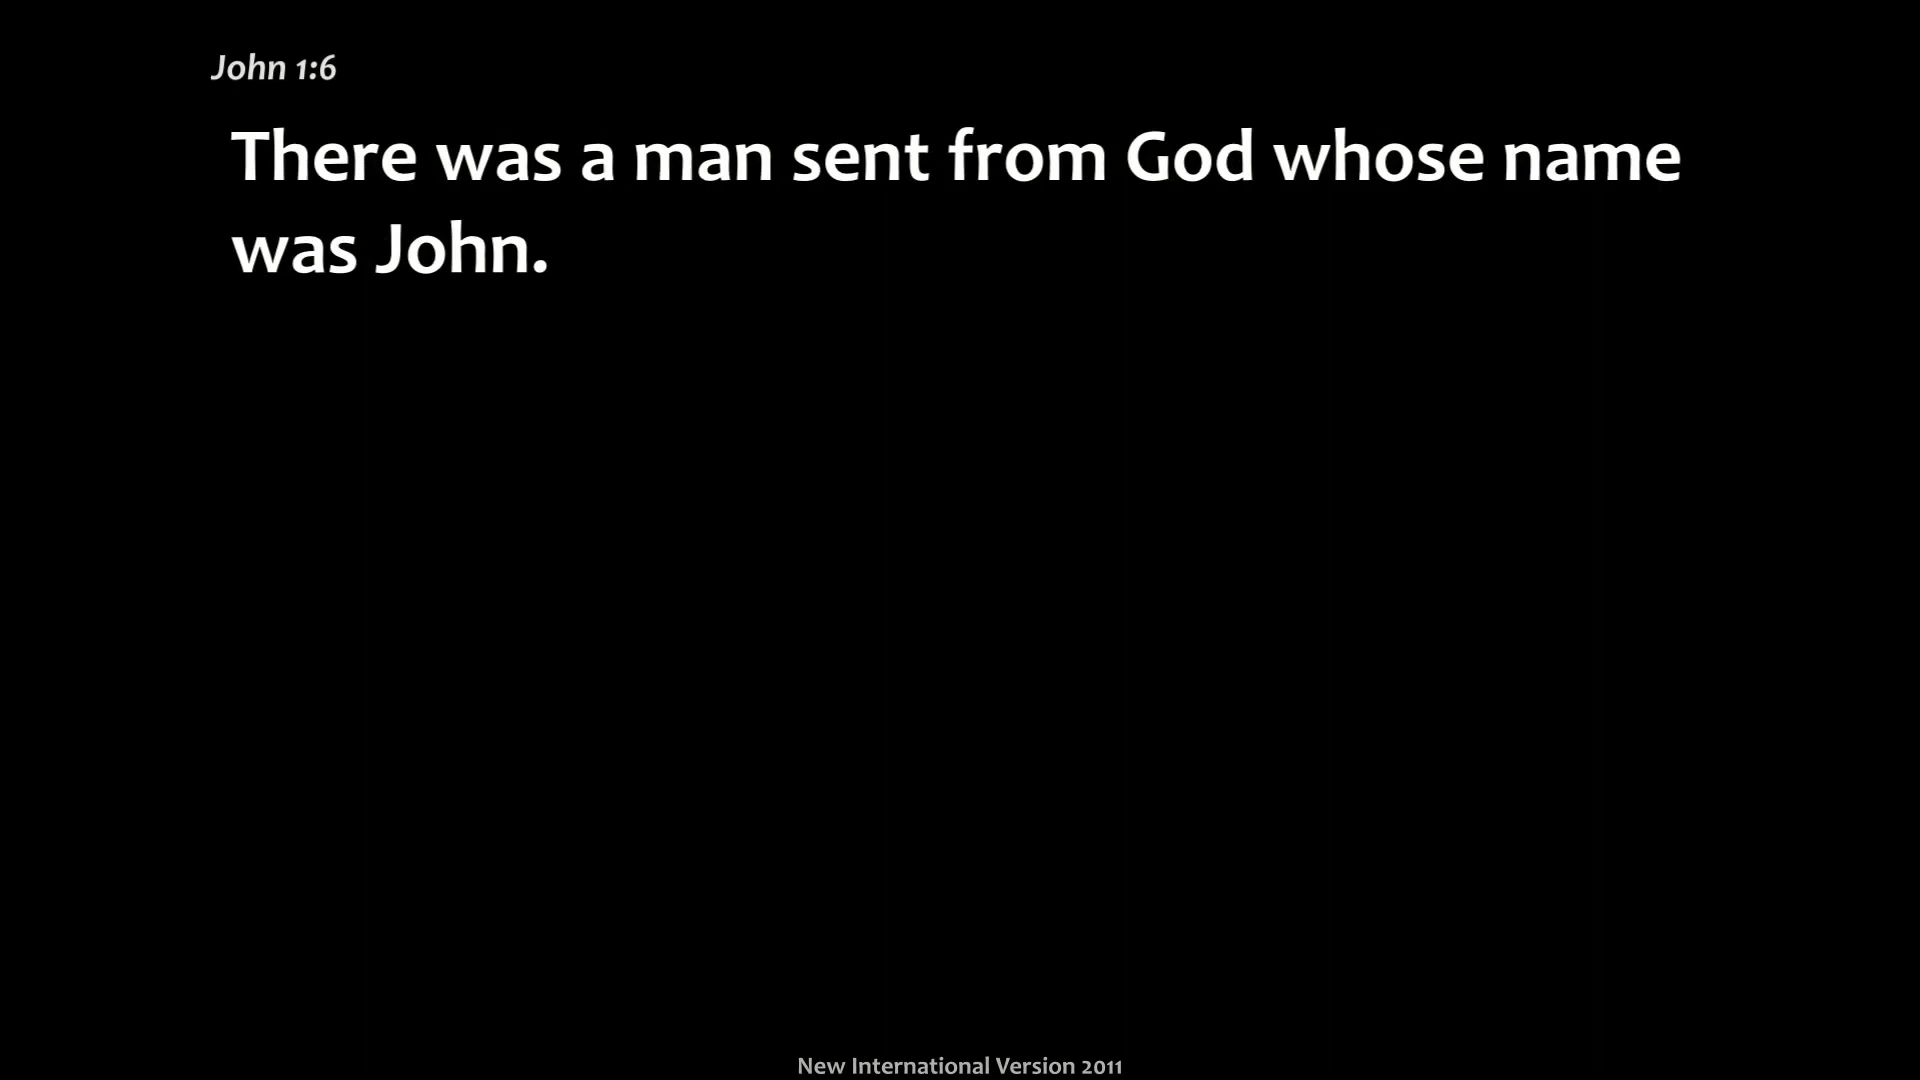 John 1:6
There was a man sent from God whose name
was John.
New International Version 2011